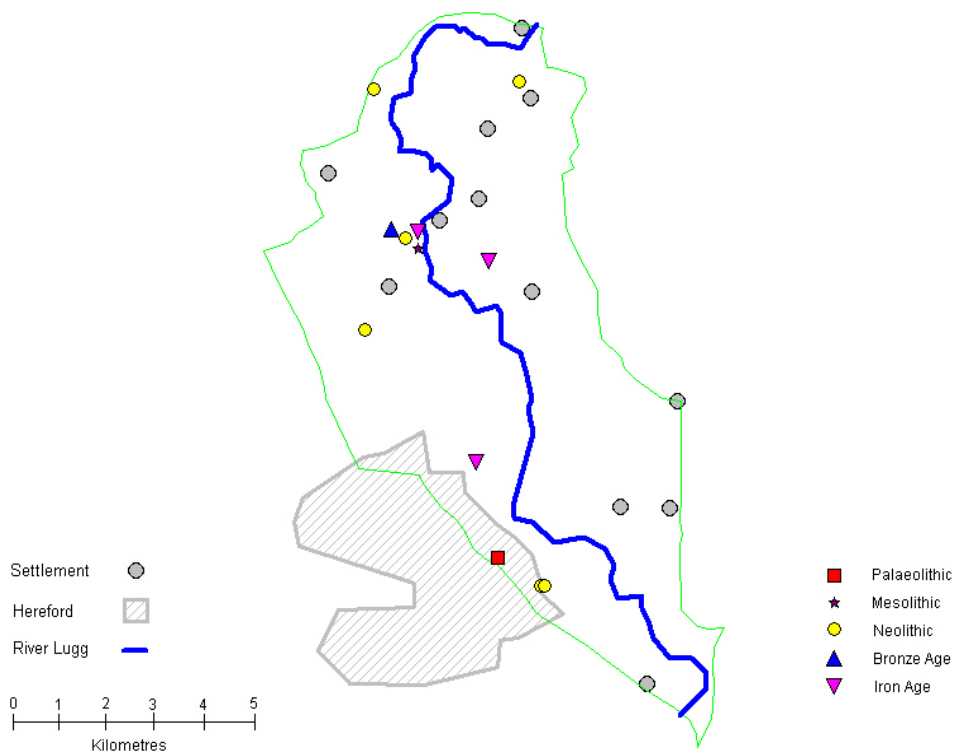 Settlement
Hereford
River Lugg
0 1 2 3 4 5
Kilometres
Palaeolithic
Mesolithic
Neolithic
Bronze Age
Iron Age